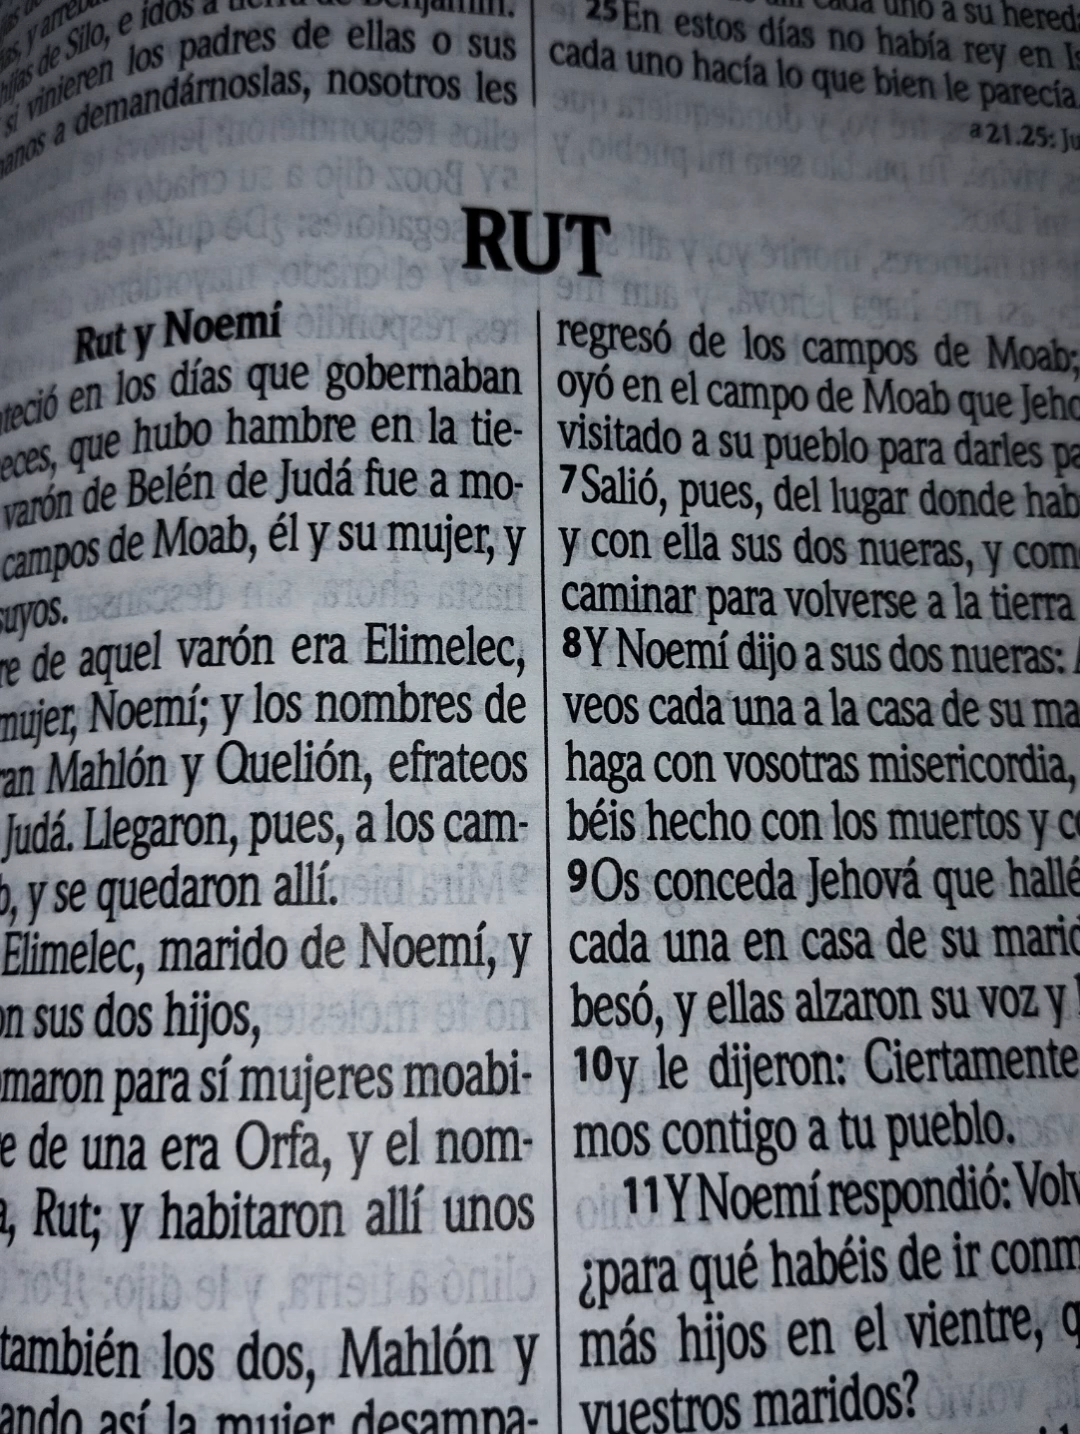 de Silo, e idos a
si vinieren los padres de ellas o sus
a demandárnoslas, nosotros les
cada uno a su
25En estos días no había rey en
cada uno hacía lo que bien le parecía.
a21.25:
RUT
Rut y Noemí
en los días que gobernaban
que hubo hambre en la tie-
varón de Belén de Judá fue a mo-
campos de Moab, él y su mujer, y
suyos.
de aquel varón era Elimelec,
mujer, Noemí; y los nombres de
Mahlón y Quelión, efrateos
Judá. Llegaron, pues, a los cam-
y se quedaron allí.
Elimelec, marido de Noemí, y
sus dos hijos,
para sí mujeres moabi-
de una era Orfa, y el nom-
Rut; y habitaron allí unos
también los dos, Mahlón y
así la mujer desampa-
regresó de los campos de Moab;
oyó en el campo de Moab que
visitado a su pueblo para darles
7Salió, pues, del lugar donde
y con ella sus dos nueras, y
caminar para volverse a la tierra
8Y Noemí dijo a sus dos nueras:
veos cada una a la casa de su
haga con vosotras misericordia,
béis hecho con los muertos y
9Os conceda Jehová que
cada una en casa de su
besó, y ellas alzaron su voz y
10y le dijeron: Ciertamente
mos contigo a tu pueblo.
11Y Noemí respondió:
¿para qué habéis de ir
más hijos en el vientre,
vuestros maridos?